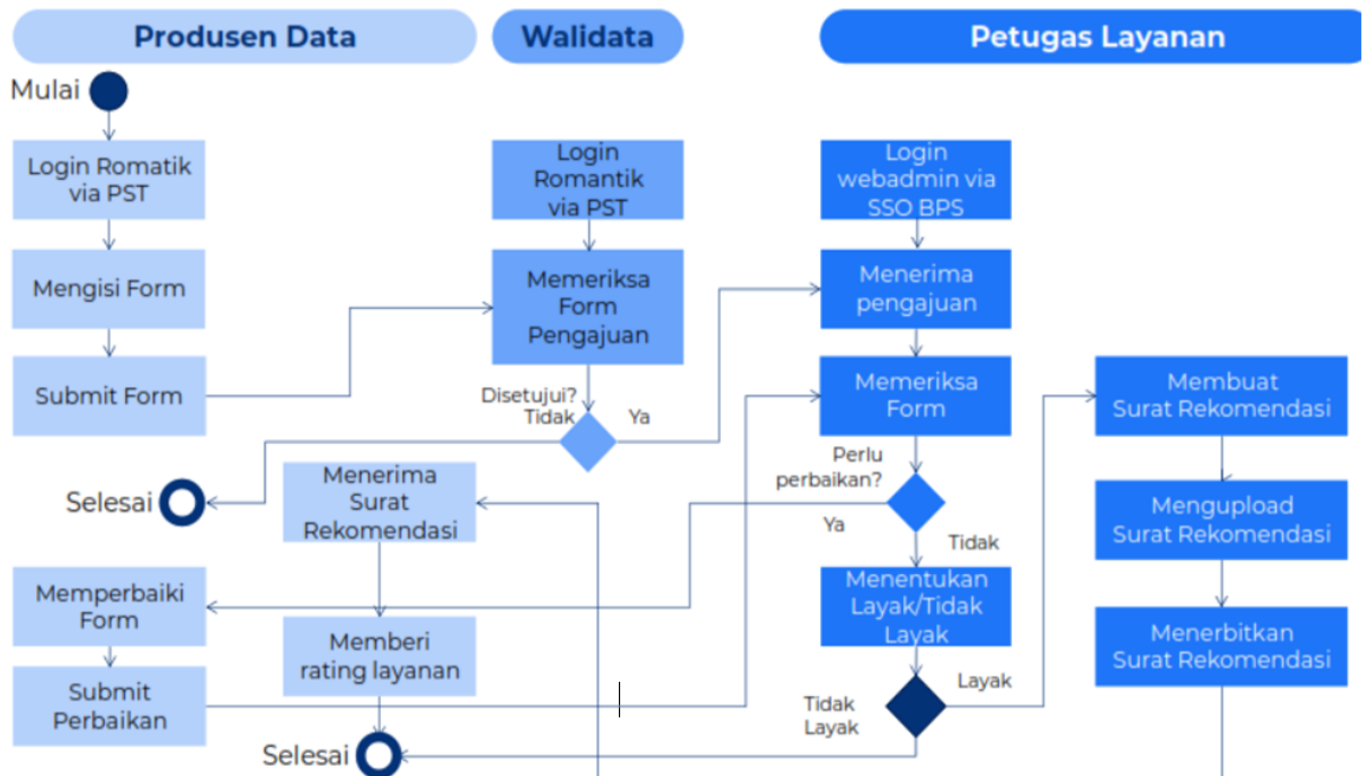 Produsen Data
Walidata
Petugas Layanan
Mulai
Login Romatik
via PST
Login
Romantik
via PST
Login
webadmin via
SSO BPS
Mengisi Form
Memeriksa
Form
Pengajuan
Menerima
pengajuan
Submit Form
Disetujui?
Tidak
Ya
Memeriksa
Form
Membuat
Surat Rekomendasi
Perlu
perbaikan?
Ya
Tidak
Selesai
Menerima
Surat
Rekomendasi
Mengupload
Surat Rekomendasi
Memperbaiki
Form
Menentukan
Layak/Tidak
Layak
Memberi
rating layanan
Menerbitkan
Surat Rekomendasi
Submit
Perbaikan
Tidak
Layak
Layak
Selesai